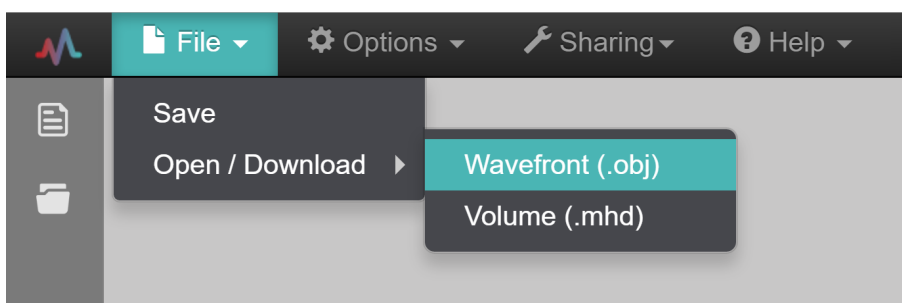 File Options Sharing Help
Save
Open / Download
Wavefront (.obj)
Volume (.mhd)